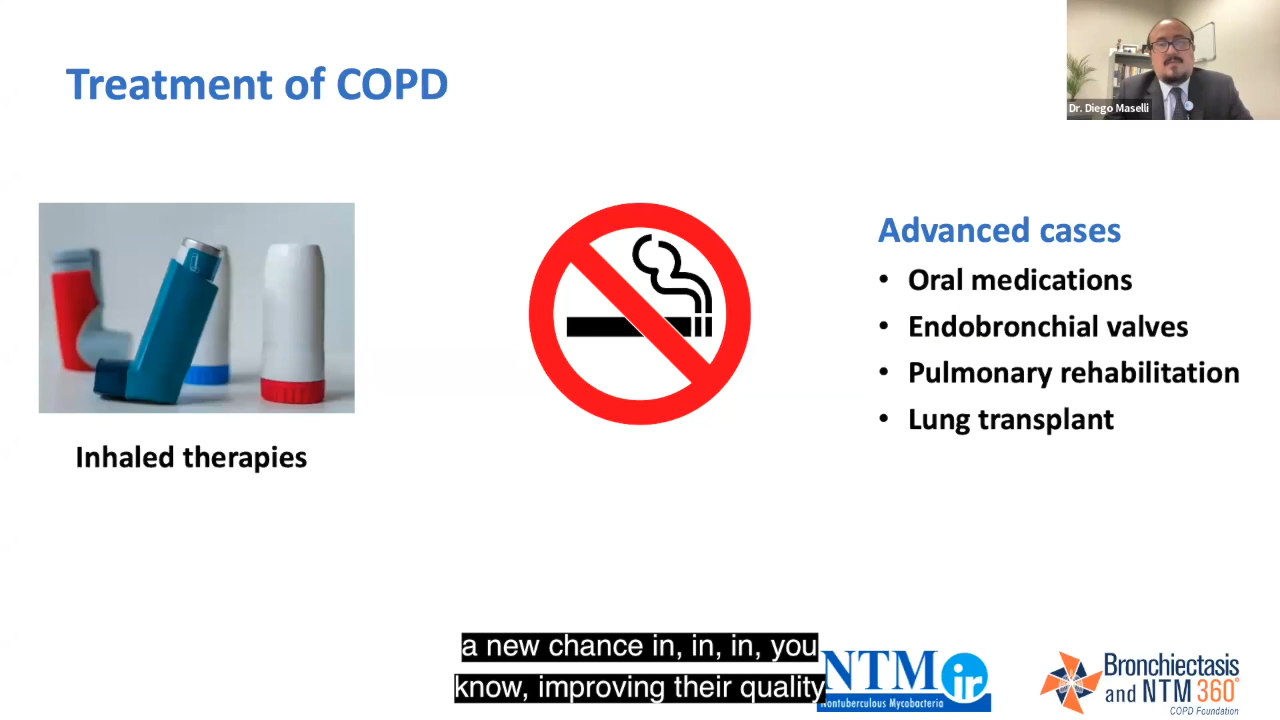 Treatment of COPD
Dr. Diego Maselli
Inhaled therapies
Advanced cases
• Oral medications
• Endobronchial valves
• Pulmonary rehabilitation
• Lung transplant
a new chance in, in, in, you
know, improving their quality
NTM ir
Nontuberculous Mycobacteria
Bronchiectasis
and NTM 360°
COPD Foundation